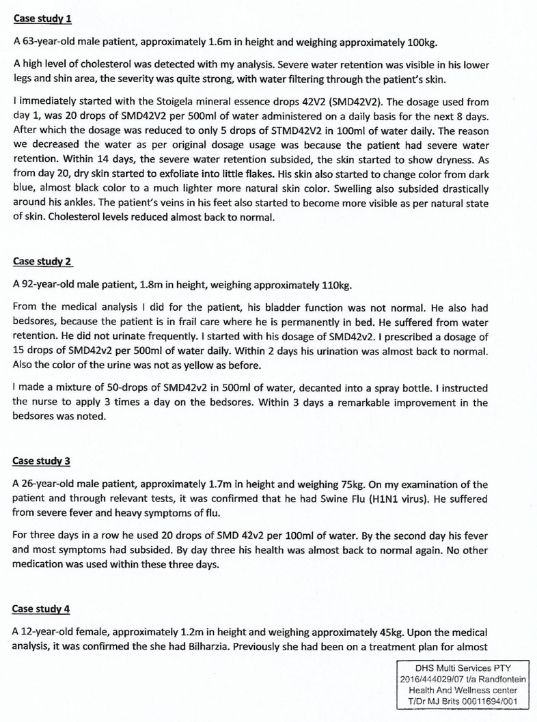 Case study 1
A 63-year-old male patient, approximately 1.6m in height and weighing approximately 100kg.
A high level of cholesterol was detected with my analysis. Severe water retention was visible in his lower
legs and shin area, the severity was quite strong, with water filtering through the patient's skin.
I immediately started with the Stoigela mineral essence drops 42V2 (SMD42V2). The dosage used from
day 1, was 20 drops of SMD42V2 per 500ml of water administered on a daily basis for the next 8 days.
After which the dosage was reduced to only 5 drops of STMD42V2 in 100ml of water daily. The reason
we decreased the water as per original dosage usage was because the patient had severe water
retention. Within 14 days, the severe water retention subsided, the skin started to show dryness. As
from day 20, dry skin started to exfoliate into little flakes. His skin also started to change color from dark
blue, almost black color to a much lighter more natural skin color. Swelling also subsided drastically
around his ankles. The patient's veins in his feet also started to become more visible as per natural state
of skin. Cholesterol levels reduced almost back to normal.
Case study 2
A 92-year-old male patient, 1.8m in height, weighing approximately 110kg.
From the medical analysis I did for the patient, his bladder function was not normal. He also had
bedsores, because the patient is in frail care where he is permanently in bed. He suffered from water
retention. He did not urinate frequently. I started with his dosage of SMD42v2. I prescribed a dosage of
15 drops of SMD42v2 per 500ml of water daily. Within 2 days his urination was almost back to normal.
Also the color of the urine was not as yellow as before.
I made a mixture of 50-drops of SMD42v2 in 500ml of water, decanted into a spray bottle. I instructed
the nurse to apply 3 times a day on the bedsores. Within 3 days a remarkable improvement in the
bedsores was noted.
Case study 3
A 26-year-old male patient, approximately 1.7m in height and weighing 75kg. On my examination of the
patient and through relevant tests, it was confirmed that he had Swine Flu (H1N1 virus). He suffered
from severe fever and heavy symptoms of flu.
For three days in a row he used 20 drops of SMD 42v2 per 100ml of water. By the second day his fever
and most symptoms had subsided. By day three his health was almost back to normal again. No other
medication was used within these three days.
Case study 4
A 12-year-old female, approximately 1.2m in height and weighing approximately 45kg. Upon the medical
analysis, it was confirmed the she had Bilharzia. Previously she had been on a treatment plan for almost
DHS Multi Services PTY
2016/444029/07 t/a Randfontein
Health And Wellness center
T/Dr MJ Brits 00011694/001